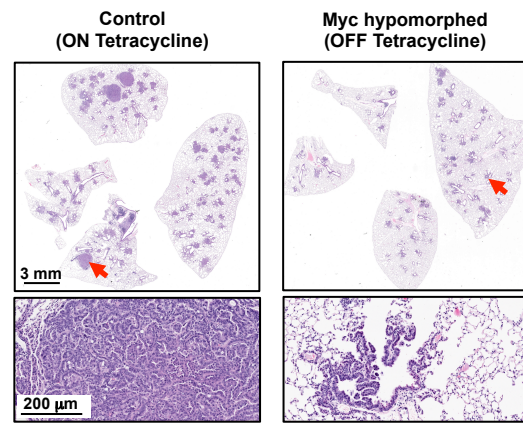 Control
(ON Tetracycline)
Myc hypomorphed
(OFF Tetracycline)
3 mm
200 µm